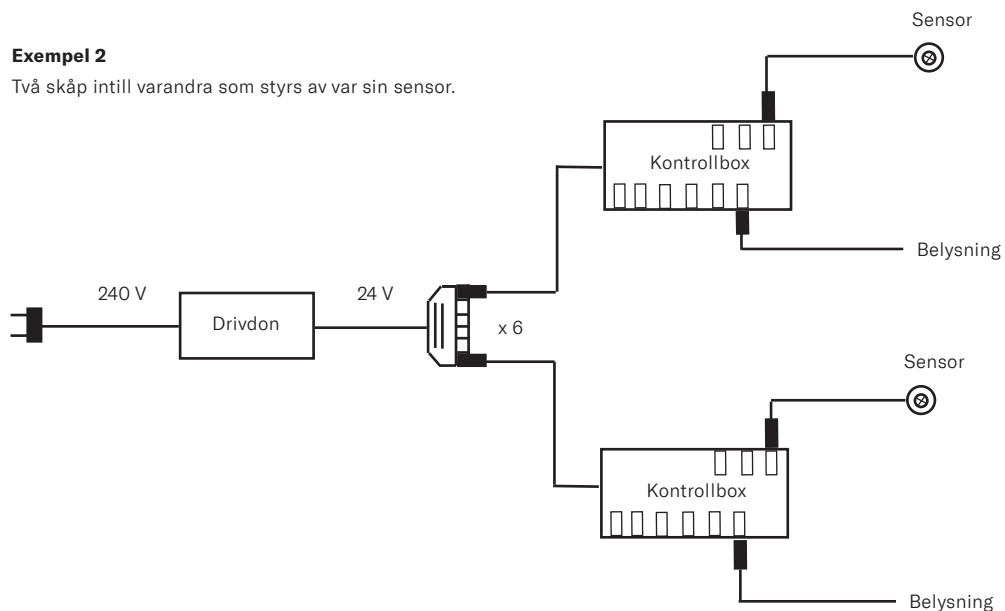 Sensor
Exempel 2
Två skåp intill varandra som styrs av var sin sensor.
Kontrollbox
Belysning
240 V
24 V
Drivdon
x 6
Sensor
Kontrollbox
Belysning